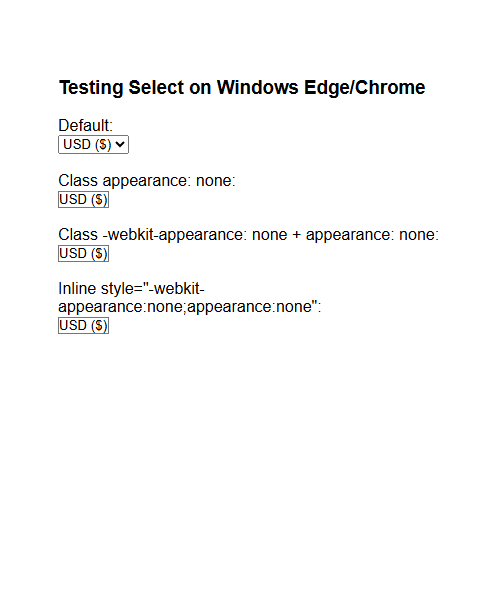 Testing Select on Windows Edge/Chrome
Default:
USD ($)
Class appearance: none:
USD ($)
Class -webkit-appearance: none + appearance: none:
USD ($)
Inline style="-webkit-
appearance:none;appearance:none":
USD ($)